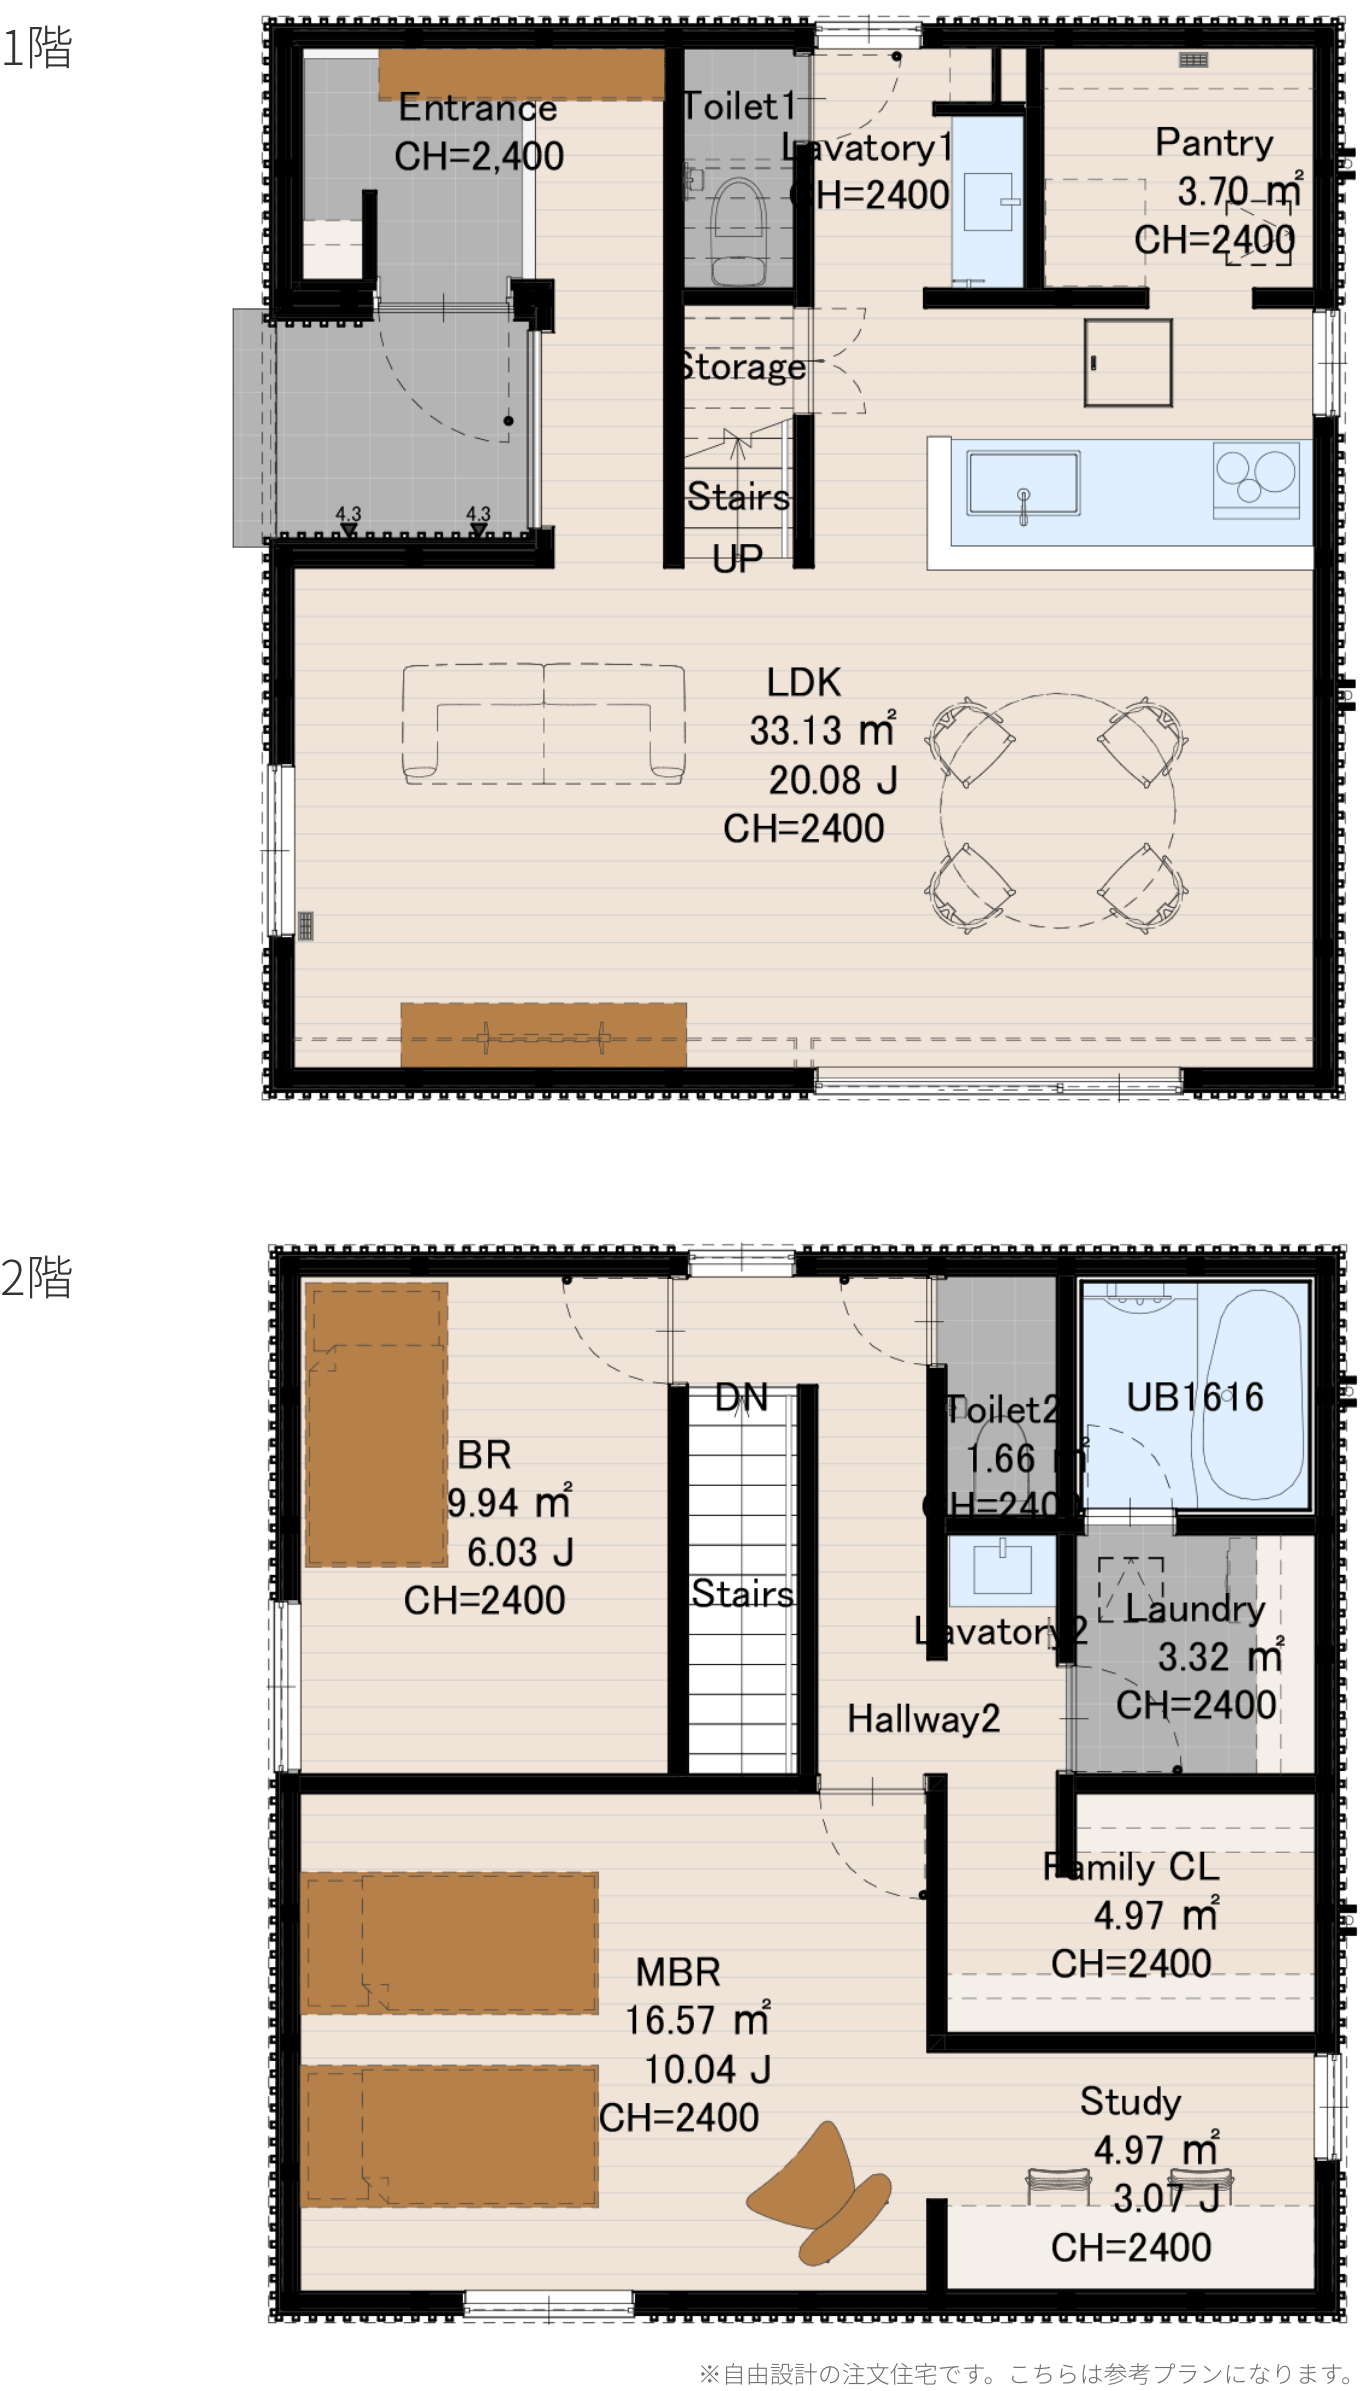 1階
Entrance
CH=2,400
Toilet1
Lavatory1
CH=2400
Pantry
3.70 ㎡
CH=2400
Storage
Stairs
UP
4.3
4.3
LDK
33.13 ㎡
20.08 J
CH=2400
2階
DN
BR
9.94 ㎡
6.03 J
CH=2400
Stairs
Toilet2
1.66 ㎡
CH=2400
UB1616
Lavatory2
Laundry
3.32 ㎡
CH=2400
Hallway2
Family CL
4.97 ㎡
CH=2400
MBR
16.57 ㎡
10.04 J
CH=2400
Study
4.97 ㎡
3.07 J
CH=2400
※自由設計の注文住宅です。こちらは参考プランになります。